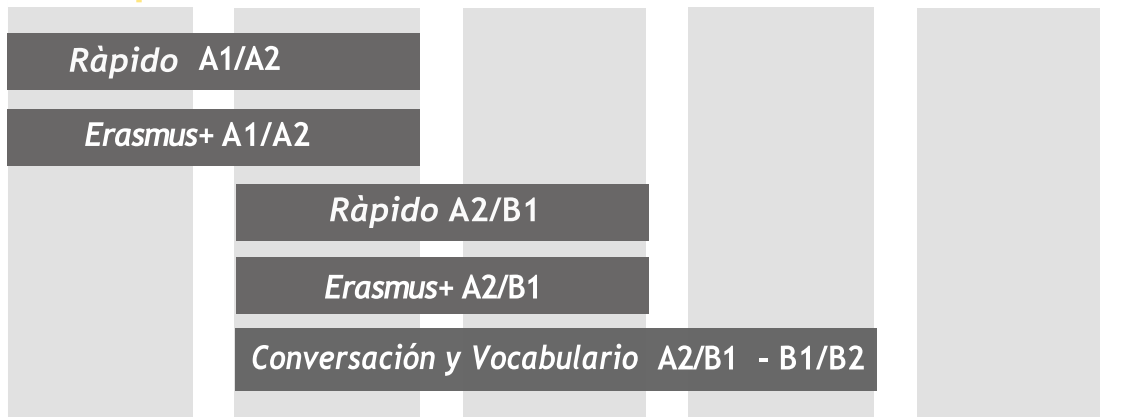 Ràpido A1/A2
Erasmus+ A1/A2
Ràpido A2/B1
Erasmus+ A2/B1
Conversación y Vocabulario A2/B1 - B1/B2